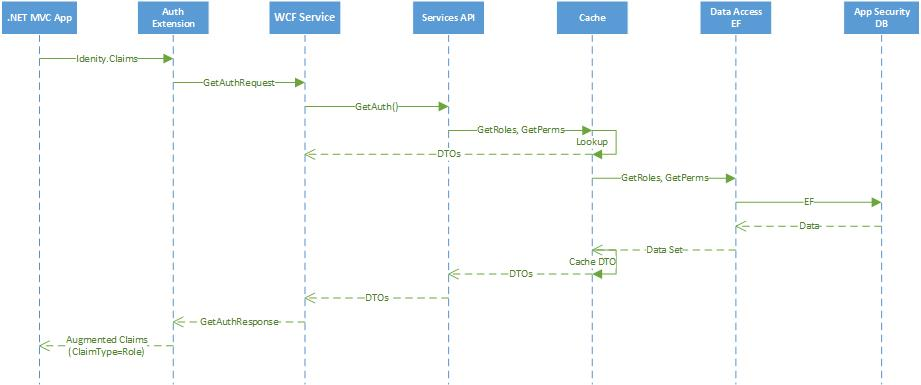 .NET MVC App
Auth
Extension
WCF Service
Services API
Cache
Data Access
EF
App Security
DB
Idenity.Claims
GetAuthRequest
GetAuth()
GetRoles, GetPerms
Lookup
DTOs
GetRoles, GetPerms
EF
Data
Data Set
Cache DTO
DTOs
DTOs
GetAuthResponse
Augmented Claims
(ClaimType=Role)